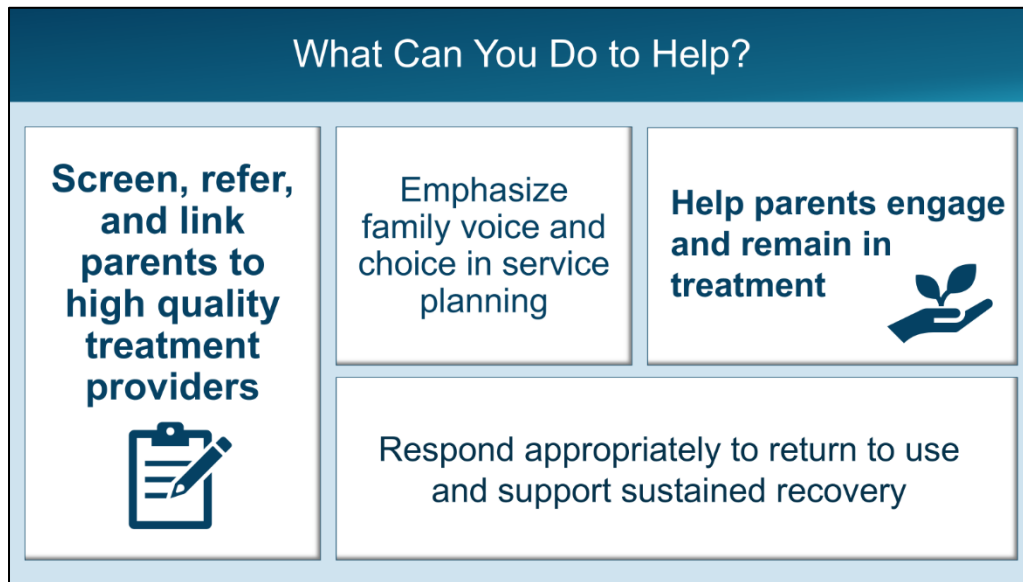 What Can You Do to Help?
Screen, refer,
and link
parents to
high quality
treatment
providers
Emphasize
family voice and
choice in service
planning
Help parents engage
and remain in
treatment
Respond appropriately to return to use
and support sustained recovery